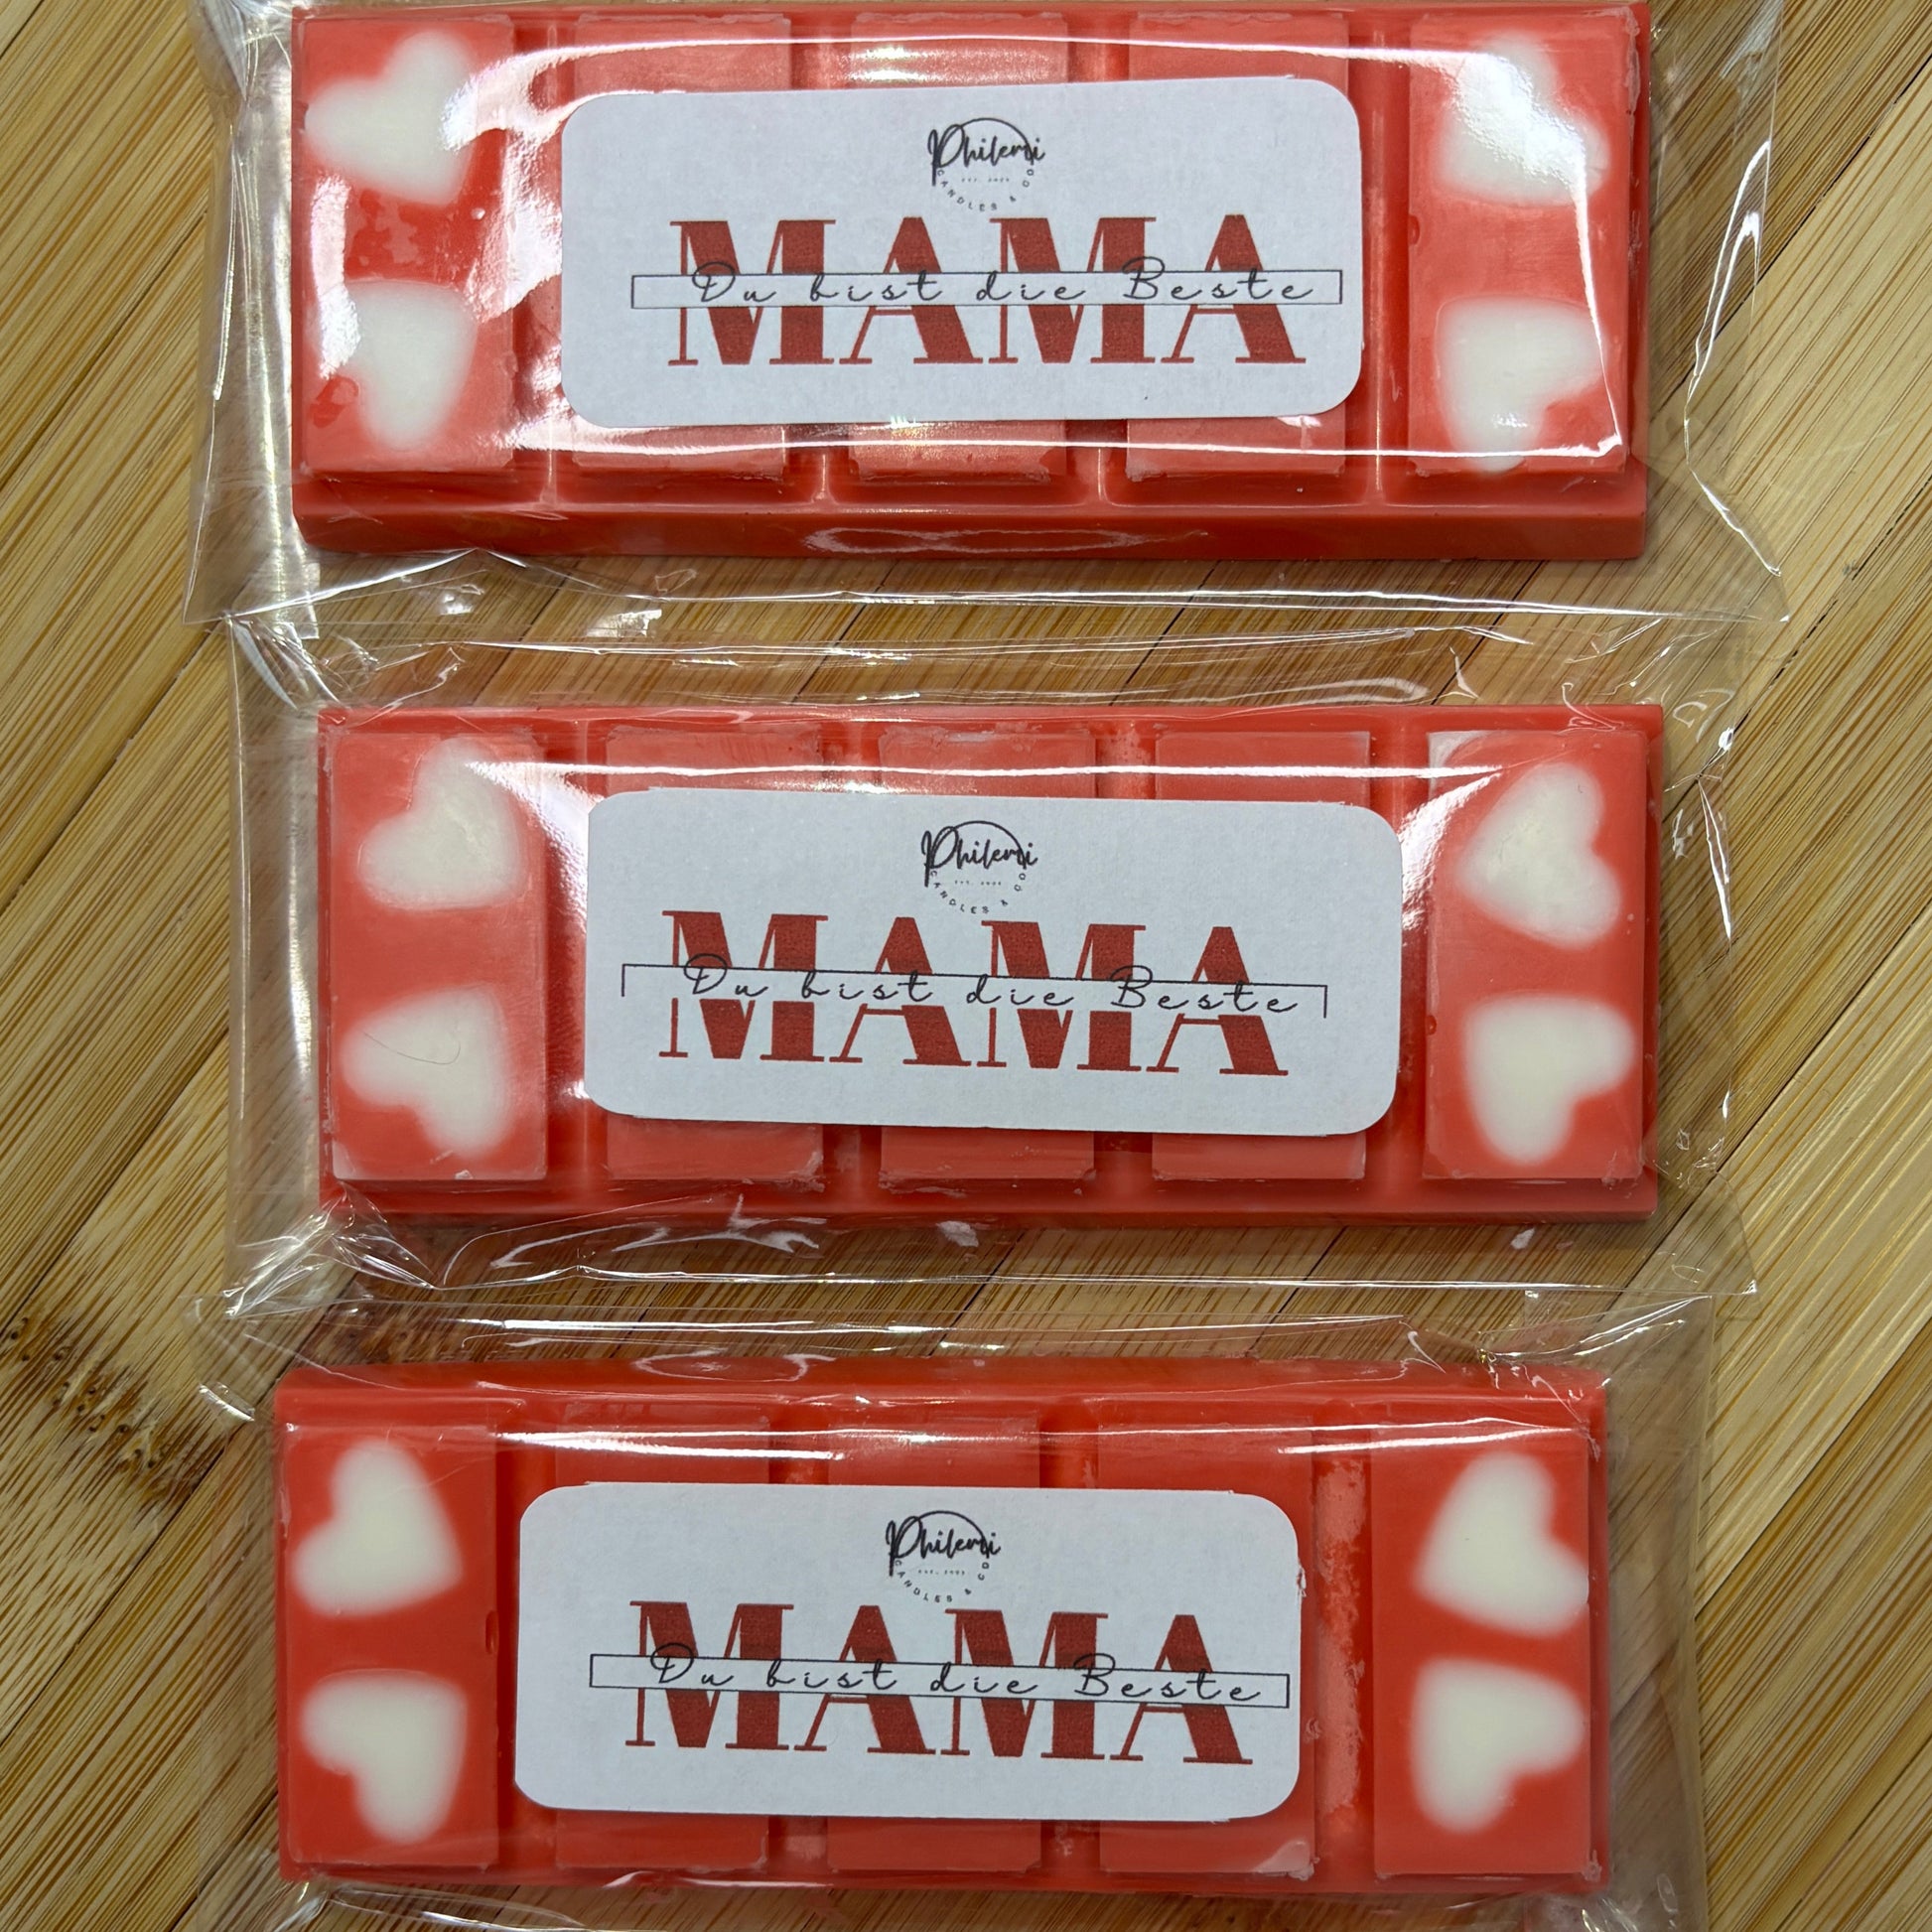 Philemi
CANDLES & CO
MAMA
Du bist die Beste
Philemi
CANDLES & CO
MAMA
Du bist die Beste
Philemi
CANDLES & CO
MAMA
Du bist die Beste